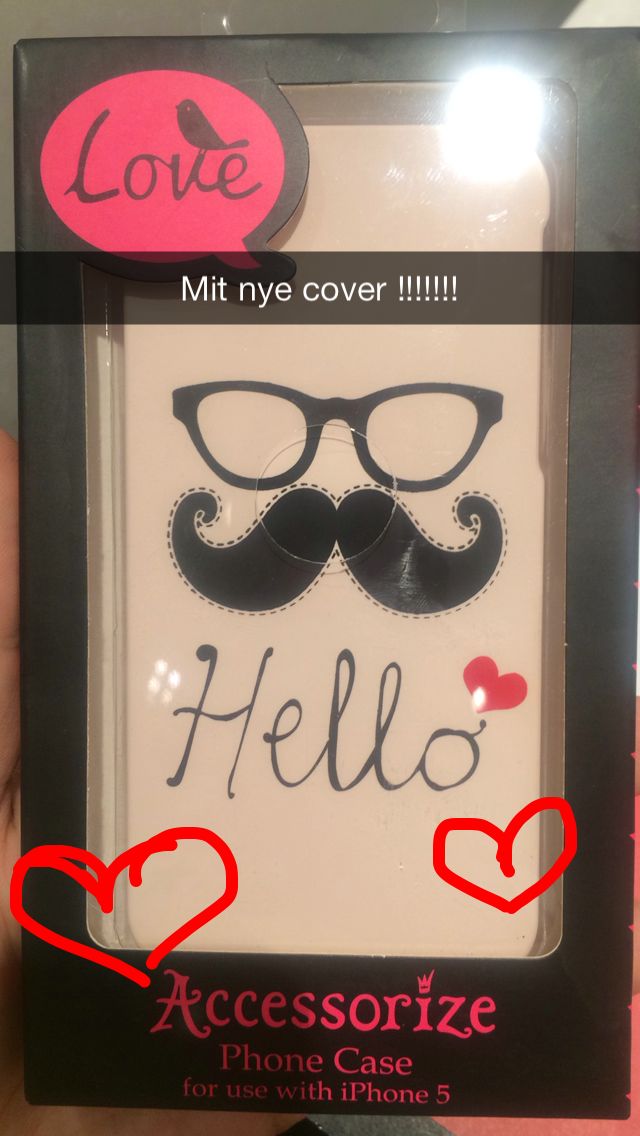 Love
Mit nye cover !!!!!!!
Hello
Accessorize
Phone Case
for use with iPhone 5